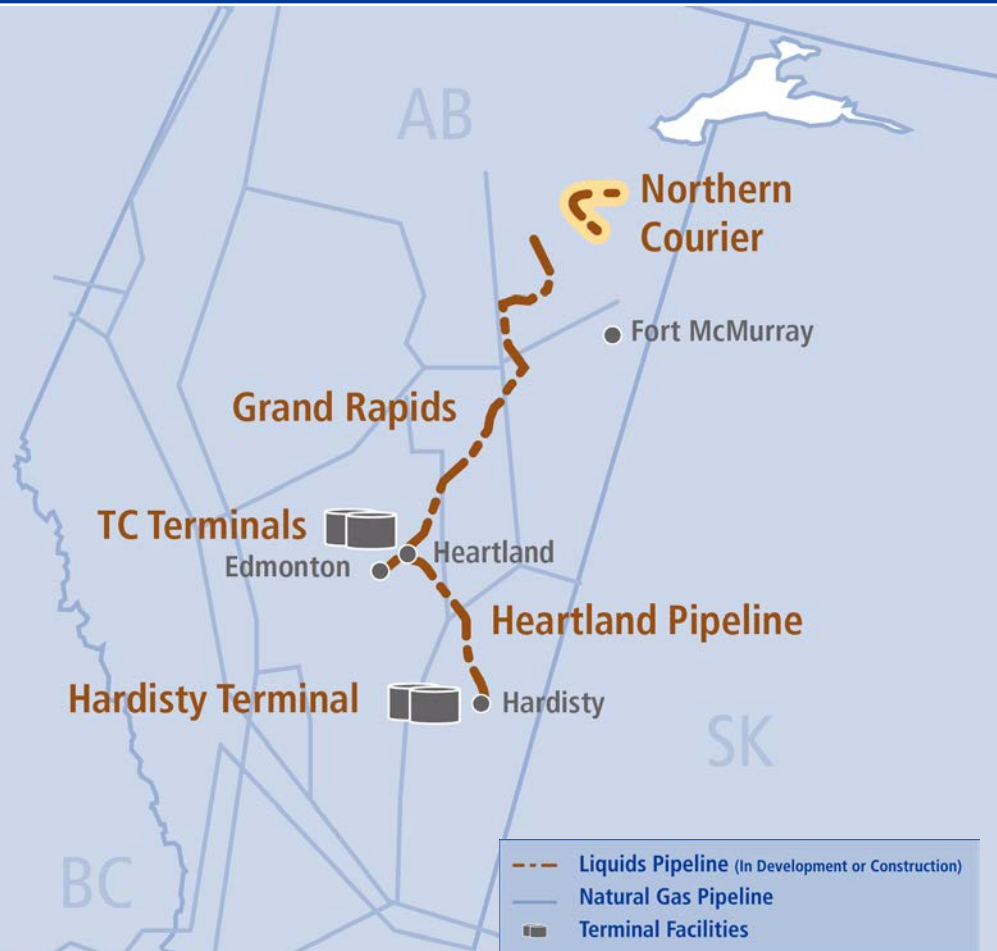 AB
Northern
Courier
Fort McMurray
Grand Rapids
TC Terminals
Heartland
Edmonton
Heartland Pipeline
Hardisty Terminal
Hardisty
SK
BC
Liquids Pipeline (In Development or Construction)
Natural Gas Pipeline
Terminal Facilities